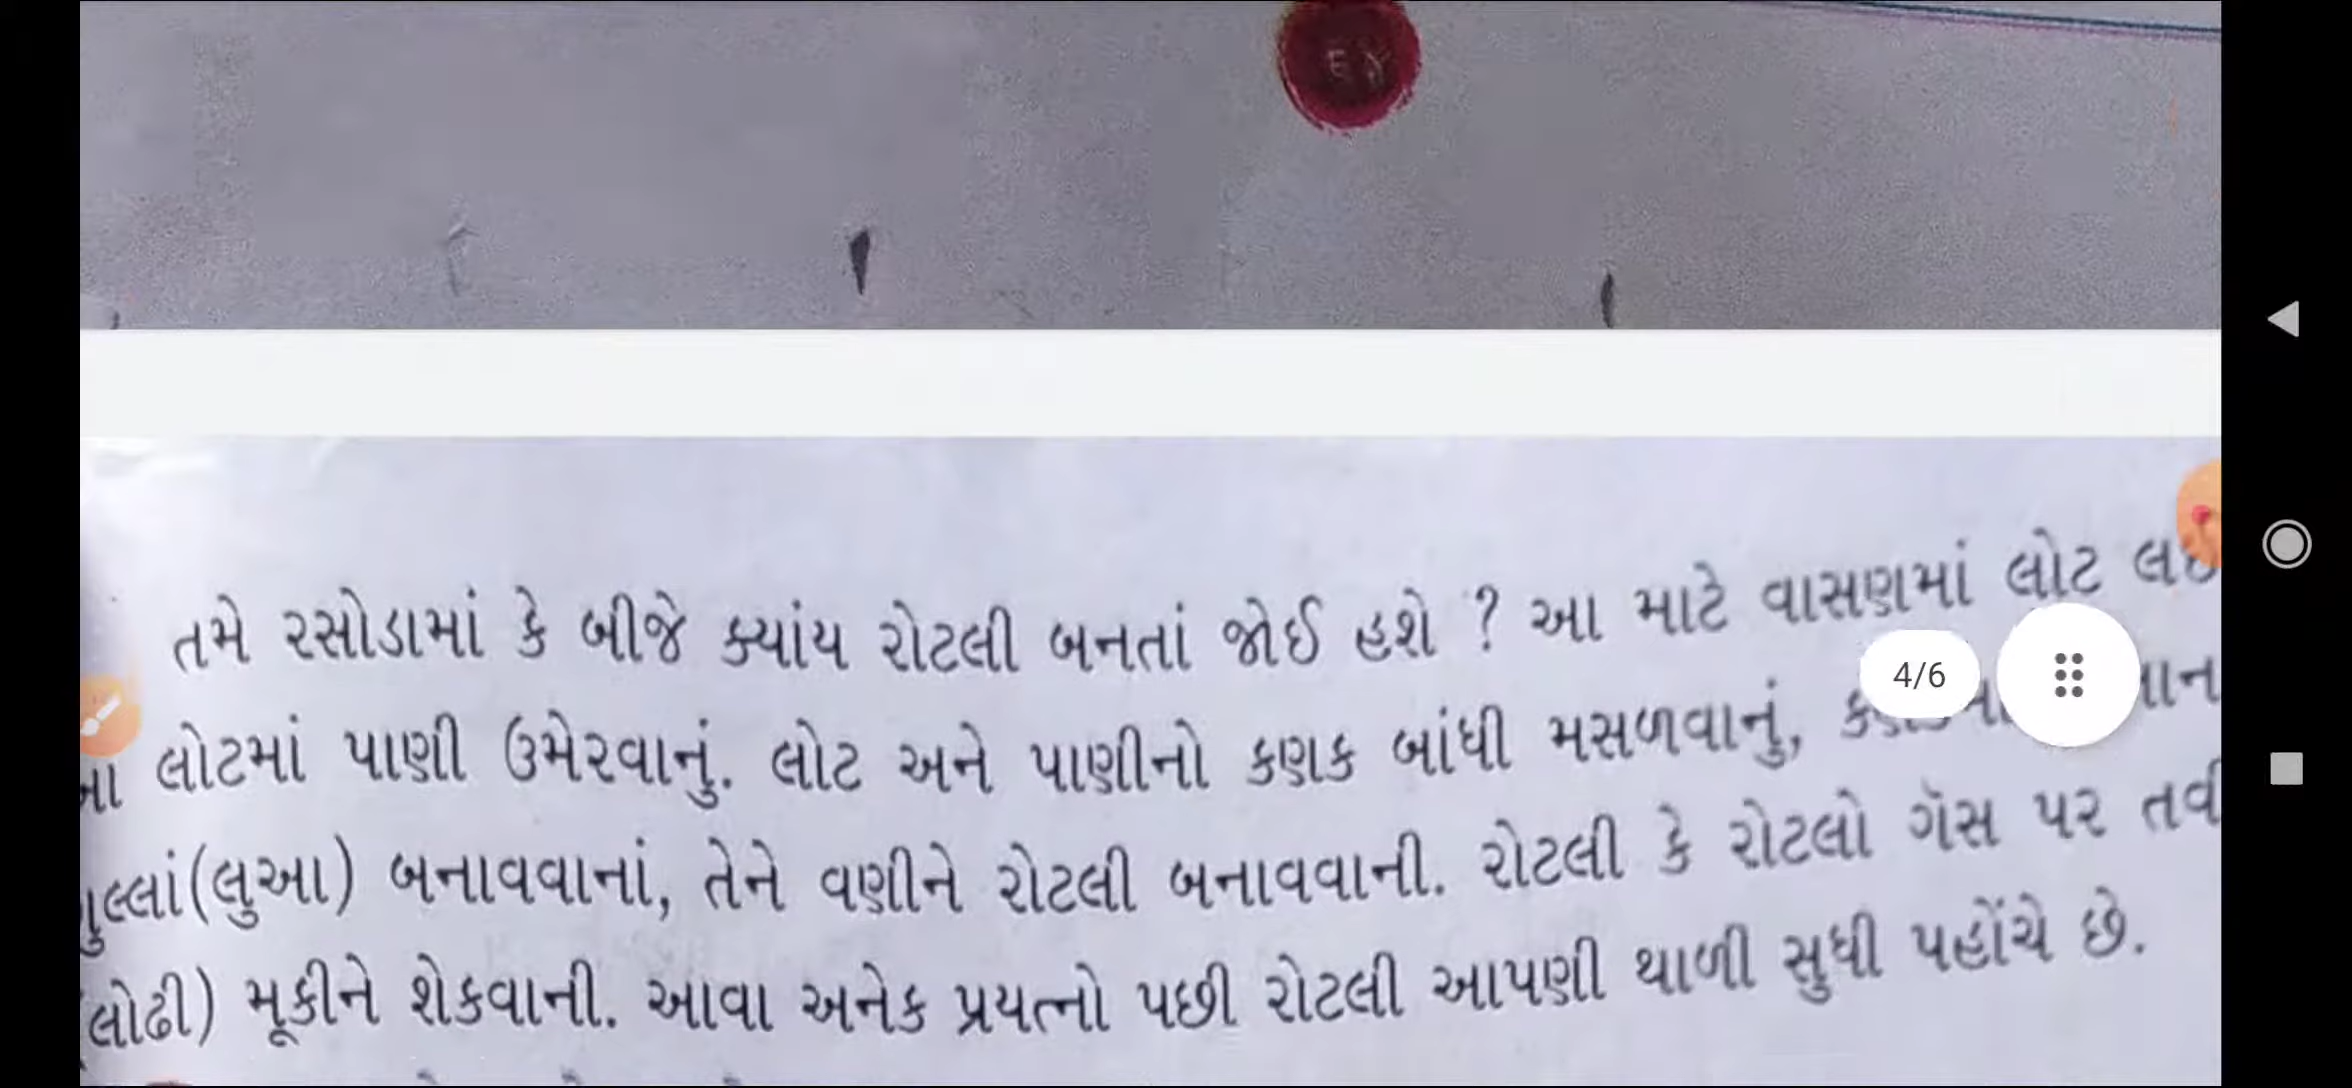 તમે રસોડામાં કે બીજે ક્યાંય રોટલી બનતાં જોઈ હશે ? આ માટે વાસણમાં લોટ
લોટમાં પાણી ઉમેરવાનું. લોટ અને પાણીનો કણક બાંધી મસળવાનું,
(લુઆ) બનાવવાનાં, તેને વણીને રોટલી બનાવવાની. રોટલી કે રોટલો ગૅસ પર
(લોઢી) મૂકીને શેકવાની. આવા અનેક પ્રયત્નો પછી રોટલી આપણી થાળી સુધી પહોંચે છે.
4/6